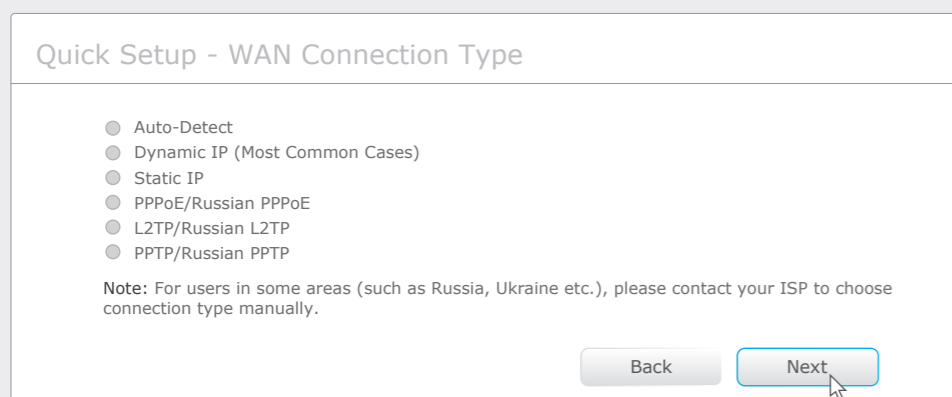 Quick Setup - WAN Connection Type
Auto-Detect
Dynamic IP (Most Common Cases)
Static IP
PPPoE/Russian PPPoE
L2TP/Russian L2TP
PPTP/Russian PPTP
Note: For users in some areas (such as Russia, Ukraine etc.), please contact your ISP to choose
connection type manually.
Back
Next